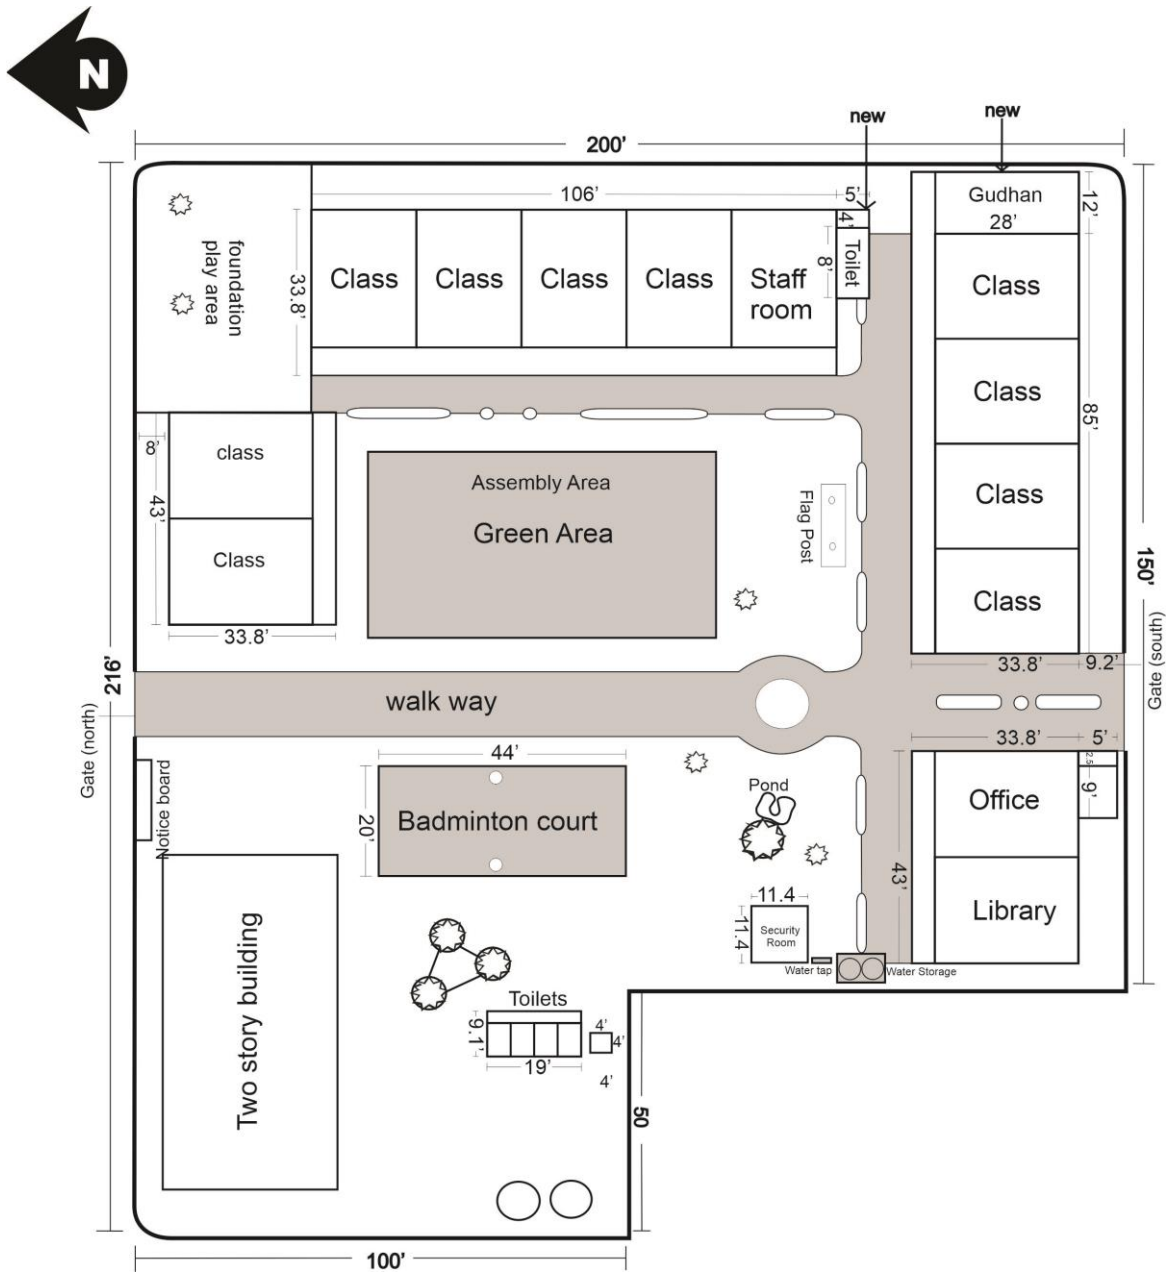 N
200'
new
new
106'
5'
4'
Gudhan
28'
12'
foundation
play area
33.8'
Class
Class
Class
Class
Staff
room
8'
Toilet
Class
Class
Class
Class
85'
150'
Gate (south)
8'
43'
class
Class
33.8'
Assembly Area
Green Area
Flag Post
33.8'
9.2'
216'
Gate (north)
walk way
33.8'
5'
Notice board
44'
20'
Badminton court
Pond
43'
Office
2.5'
9'
Library
11.4
11.4
Security
Room
Water tap
Water Storage
Two story building
Toilets
9.1'
19'
4'
4'
4'
50
100'